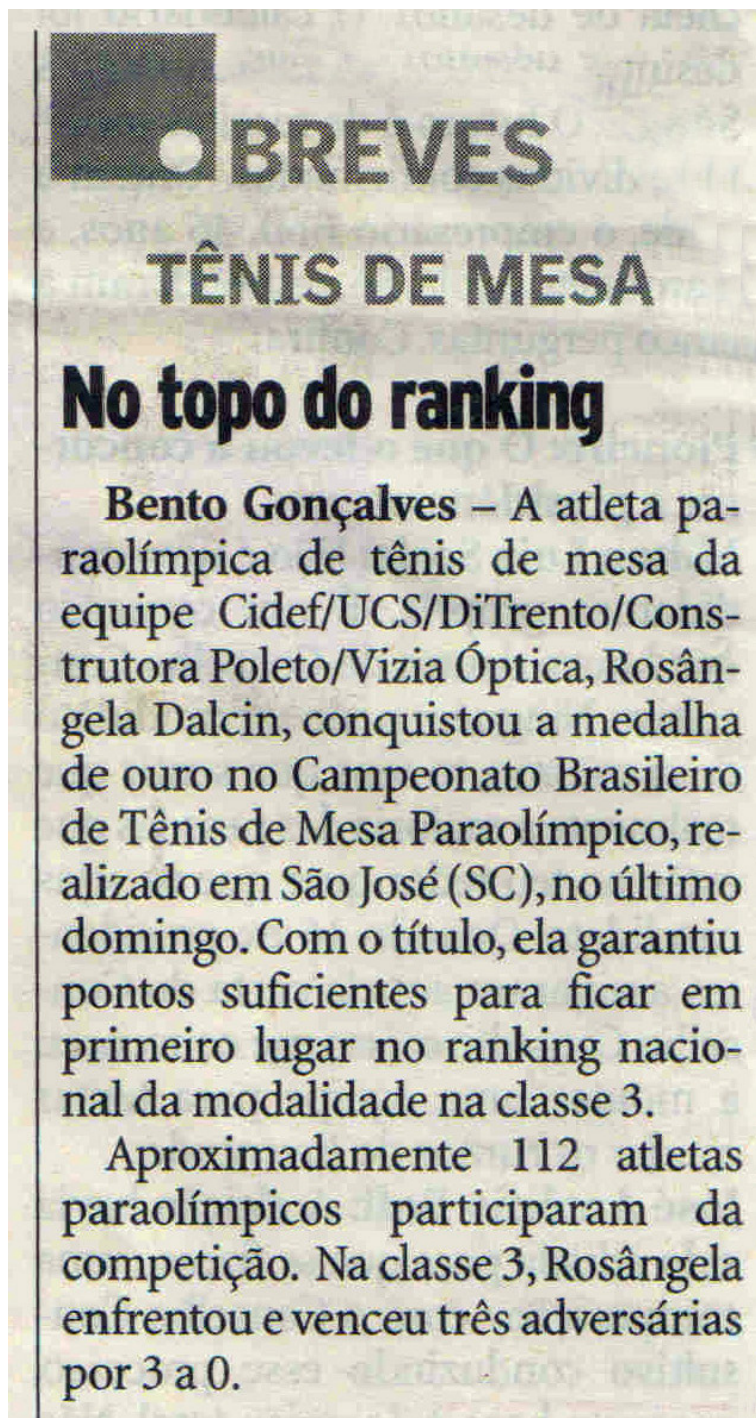 BREVES
TÊNIS DE MESA
No topo do ranking
Bento Gonçalves – A atleta pa-
raolímpica de tênis de mesa da
equipe Cidef/UCS/DiTrento/Cons-
trutora Poleto/Vizia Óptica, Rosân-
gela Dalcin, conquistou a medalha
de ouro no Campeonato Brasileiro
de Tênis de Mesa Paraolímpico, re-
alizado em São José (SC), no último
domingo. Com o título, ela garantiu
pontos suficientes para ficar em
primeiro lugar no ranking nacio-
nal da modalidade na classe 3.
Aproximadamente 112 atletas
paraolímpicos participaram da
competição. Na classe 3, Rosângela
enfrentou e venceu três adversárias
por 3 a 0.